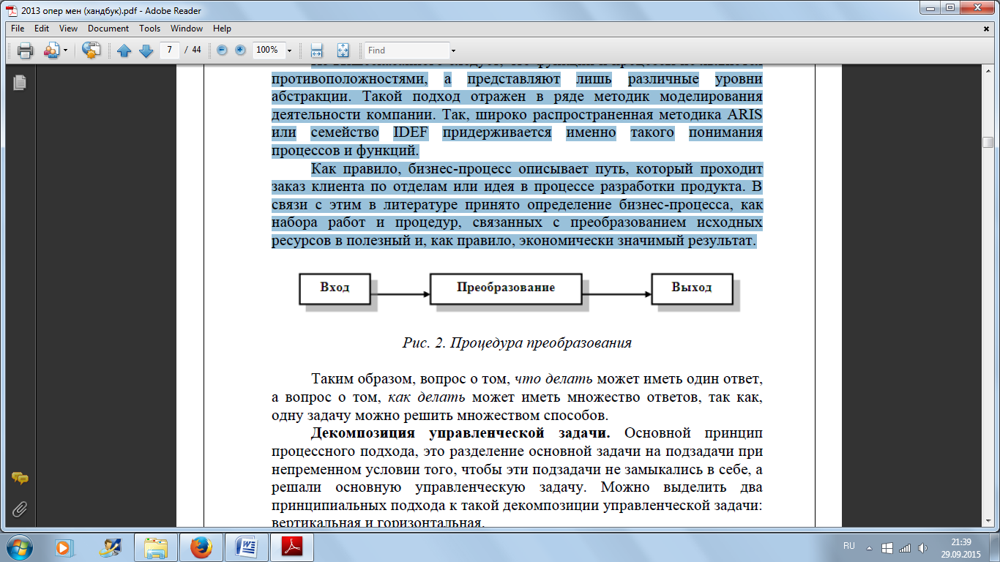 2013 опер мен (хандбук).pdf - Adobe Reader
File Edit View Document Tools Window Help
7 / 44 100% Find
противоположностями, а представляют лишь различные уровни
абстракции. Такой подход отражен в ряде методик моделирования
деятельности компании. Так, широко распространенная методика ARIS
или семейство IDEF придерживается именно такого понимания
процессов и функций.
Как правило, бизнес-процесс описывает путь, который проходит
заказ клиента по отделам или идея в процессе разработки продукта. В
связи с этим в литературе принято определение бизнес-процесса, как
набора работ и процедур, связанных с преобразованием исходных
ресурсов в полезный и, как правило, экономически значимый результат.
Вход Преобразование Выход
Рис. 2. Процедура преобразования
Таким образом, вопрос о том, что делать может иметь один ответ,
а вопрос о том, как делать может иметь множество ответов, так как,
одну задачу можно решить множеством способов.
Декомпозиция управленческой задачи. Основной принцип
процессного подхода, это разделение основной задачи на подзадачи при
непременном условии того, чтобы эти подзадачи не замыкались в себе, а
решали основную управленческую задачу. Можно выделить два
принципиальных подхода к такой декомпозиции управленческой задачи:
вертикальная и горизонтальная.
RU 21:39
29.09.2015